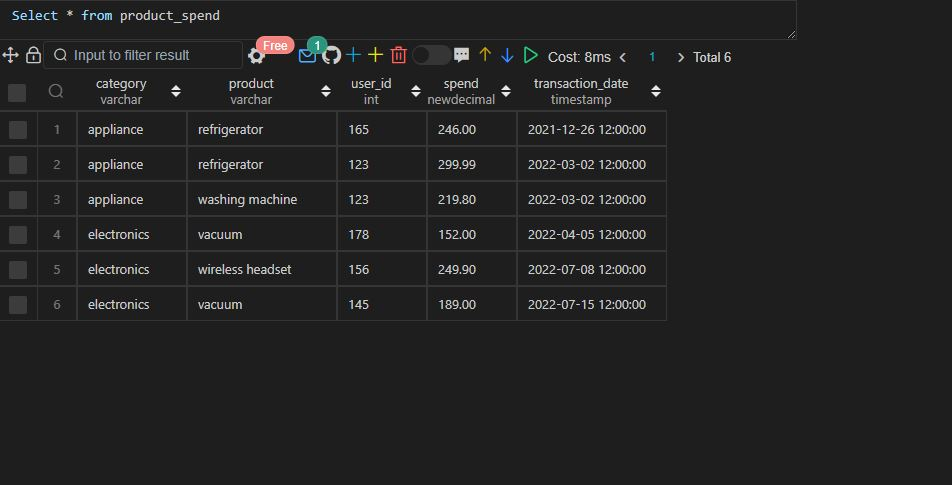 Select * from product_spend
Input to filter result Free 1 Cost: 8ms 1 Total 6
category product user_id spend transaction_date
varchar varchar int newdecimal timestamp
1 appliance refrigerator 165 246.00 2021-12-26 12:00:00
2 appliance refrigerator 123 299.99 2022-03-02 12:00:00
3 appliance washing machine 123 219.80 2022-03-02 12:00:00
4 electronics vacuum 178 152.00 2022-04-05 12:00:00
5 electronics wireless headset 156 249.90 2022-07-08 12:00:00
6 electronics vacuum 145 189.00 2022-07-15 12:00:00